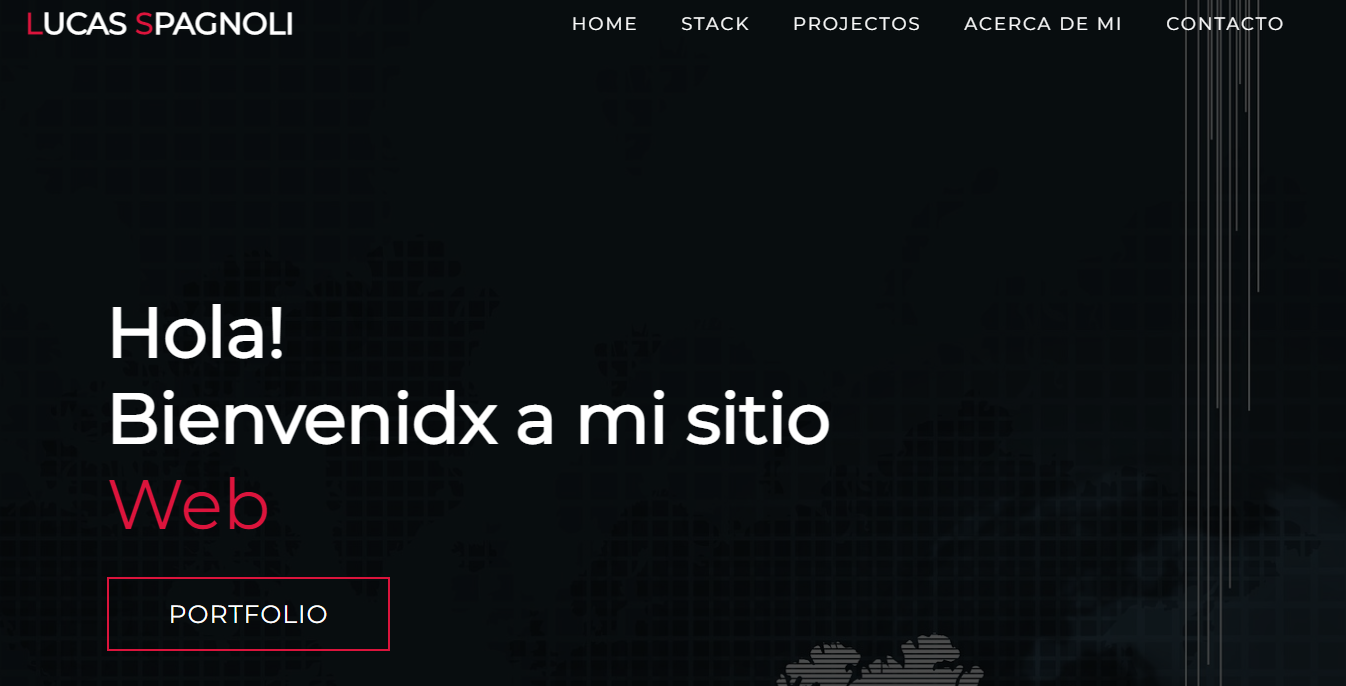 LUCAS SPAGNOLI
HOME STACK PROJECTOS ACERCA DE MI CONTACTO
Hola!
Bienvenidx a mi sitio
Web
PORTFOLIO